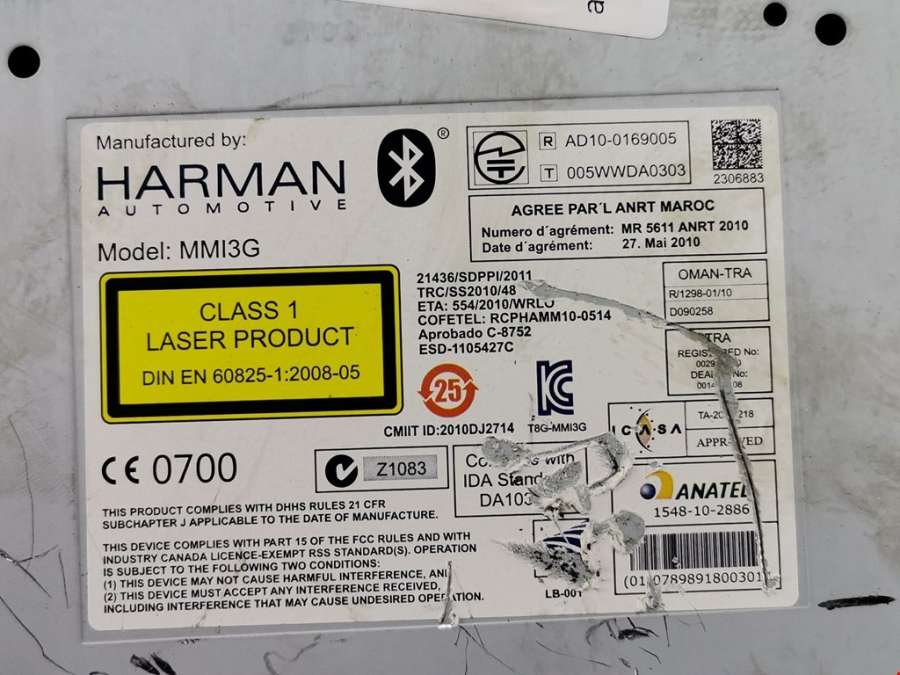 Manufactured by:
HARMAN
AUTOMOTIVE
®
Model: MMI3G
CLASS 1
LASER PRODUCT
DIN EN 60825-1:2008-05
R AD10-0169005
T 005WWDA0303
2306883
AGREE PAR´L ANRT MAROC
Numero d´agrément: MR 5611 ANRT 2010
Date d´agrément: 27. Mai 2010
21436/SDPPI/2011
TRC/SS2010/48
ETA: 554/2010/WRLO
COFETEL: RCPHAMM10-0514
Aprobado C-8752
ESD-1105427C
OMAN-TRA
R/1298-01/10
D090258
TRA
No:
No:
25
CMIIT ID:2010DJ2714
T8G-MMI3G
ICASA
APPROVED
CE 0700
Z1083
with
IDA
ANATEL
1548-10-2886
THIS PRODUCT COMPLIES WITH DHHS RULES 21 CFR
SUBCHAPTER J APPLICABLE TO THE DATE OF MANUFACTURE.
THIS DEVICE COMPLIES WITH PART 15 OF THE FCC RULES AND WITH
INDUSTRY CANADA LICENCE-EXEMPT RSS STANDARD(S). OPERATION
IS SUBJECT TO THE FOLLOWING TWO CONDITIONS:
(1) THIS DEVICE MAY NOT CAUSE HARMFUL INTERFERENCE, AND
(2) THIS DEVICE MUST ACCEPT ANY INTERFERENCE RECEIVED,
INCLUDING INTERFERENCE THAT MAY CAUSE UNDESIRED OPERATION.
LB-001